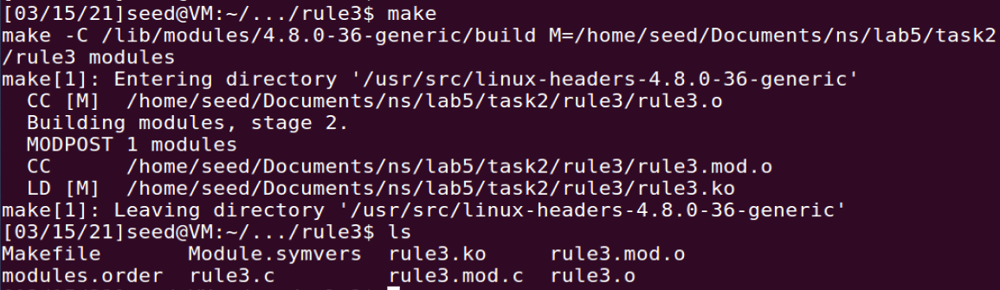 [03/15/21]seed@VM:~/.../rule3$ make
make -C /lib/modules/4.8.0-36-generic/build M=/home/seed/Documents/ns/lab5/task2
/rule3 modules
make[1]: Entering directory '/usr/src/linux-headers-4.8.0-36-generic'
  CC [M]  /home/seed/Documents/ns/lab5/task2/rule3/rule3.o
  Building modules, stage 2.
  MODPOST 1 modules
  CC      /home/seed/Documents/ns/lab5/task2/rule3/rule3.mod.o
  LD [M]  /home/seed/Documents/ns/lab5/task2/rule3/rule3.ko
make[1]: Leaving directory '/usr/src/linux-headers-4.8.0-36-generic'
[03/15/21]seed@VM:~/.../rule3$ ls
Makefile       Module.symvers  rule3.ko     rule3.mod.o
modules.order  rule3.c         rule3.mod.c  rule3.o